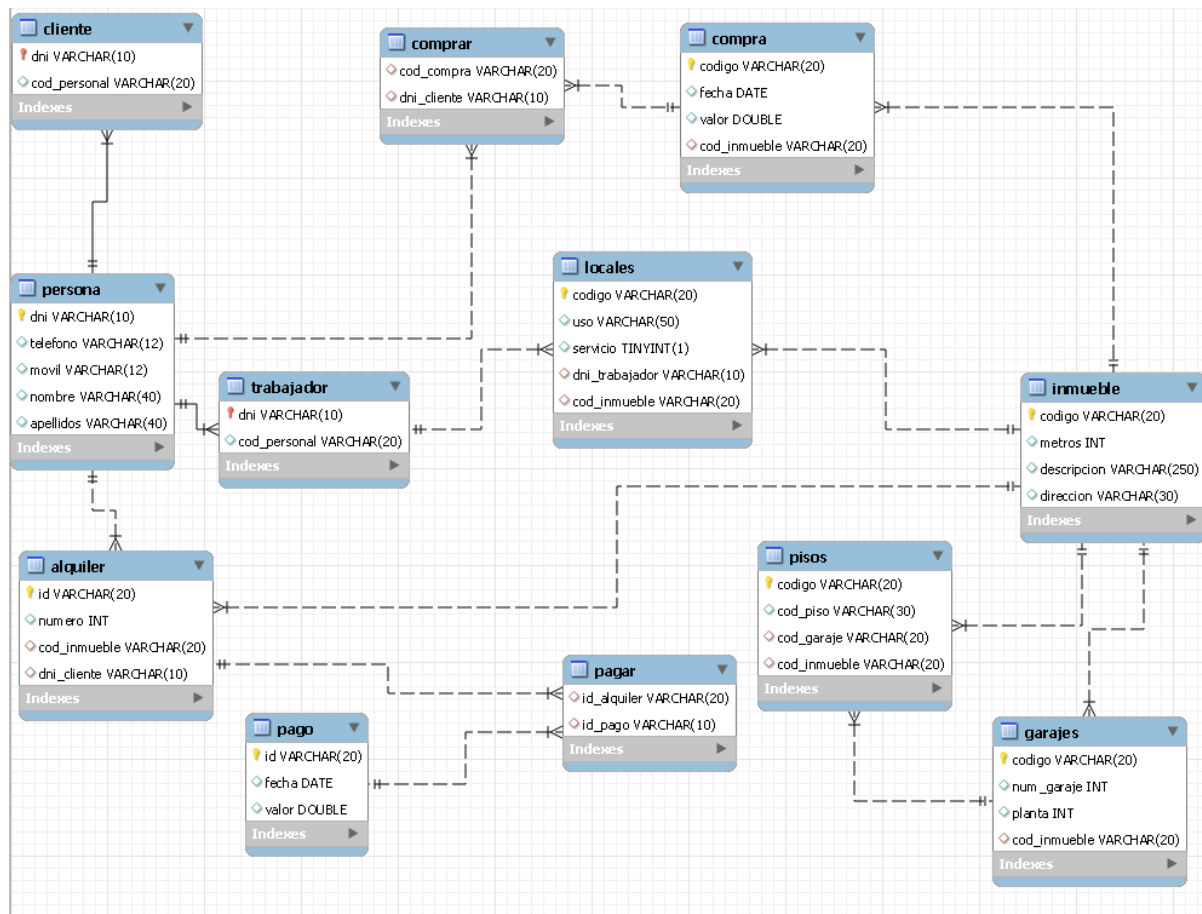 cliente
dni VARCHAR(10)
cod_personal VARCHAR(20)
Indexes
comprar
cod_compra VARCHAR(20)
dni_cliente VARCHAR(10)
Indexes
compra
codigo VARCHAR(20)
fecha DATE
valor DOUBLE
cod_inmueble VARCHAR(20)
Indexes
persona
dni VARCHAR(10)
telefono VARCHAR(12)
movil VARCHAR(12)
nombre VARCHAR(40)
apellidos VARCHAR(40)
Indexes
trabajador
dni VARCHAR(10)
cod_personal VARCHAR(20)
Indexes
locales
codigo VARCHAR(20)
uso VARCHAR(50)
servicio TINYINT(1)
dni_trabajador VARCHAR(10)
cod_inmueble VARCHAR(20)
Indexes
inmueble
codigo VARCHAR(20)
metros INT
descripcion VARCHAR(250)
direccion VARCHAR(30)
Indexes
alquiler
id VARCHAR(20)
numero INT
cod_inmueble VARCHAR(20)
dni_cliente VARCHAR(10)
Indexes
pago
id VARCHAR(20)
fecha DATE
valor DOUBLE
Indexes
pagar
id_alquiler VARCHAR(20)
id_pago VARCHAR(10)
Indexes
pisos
codigo VARCHAR(20)
cod_piso VARCHAR(30)
cod_garaje VARCHAR(20)
cod_inmueble VARCHAR(20)
Indexes
garajes
codigo VARCHAR(20)
num_garaje INT
planta INT
cod_inmueble VARCHAR(20)
Indexes